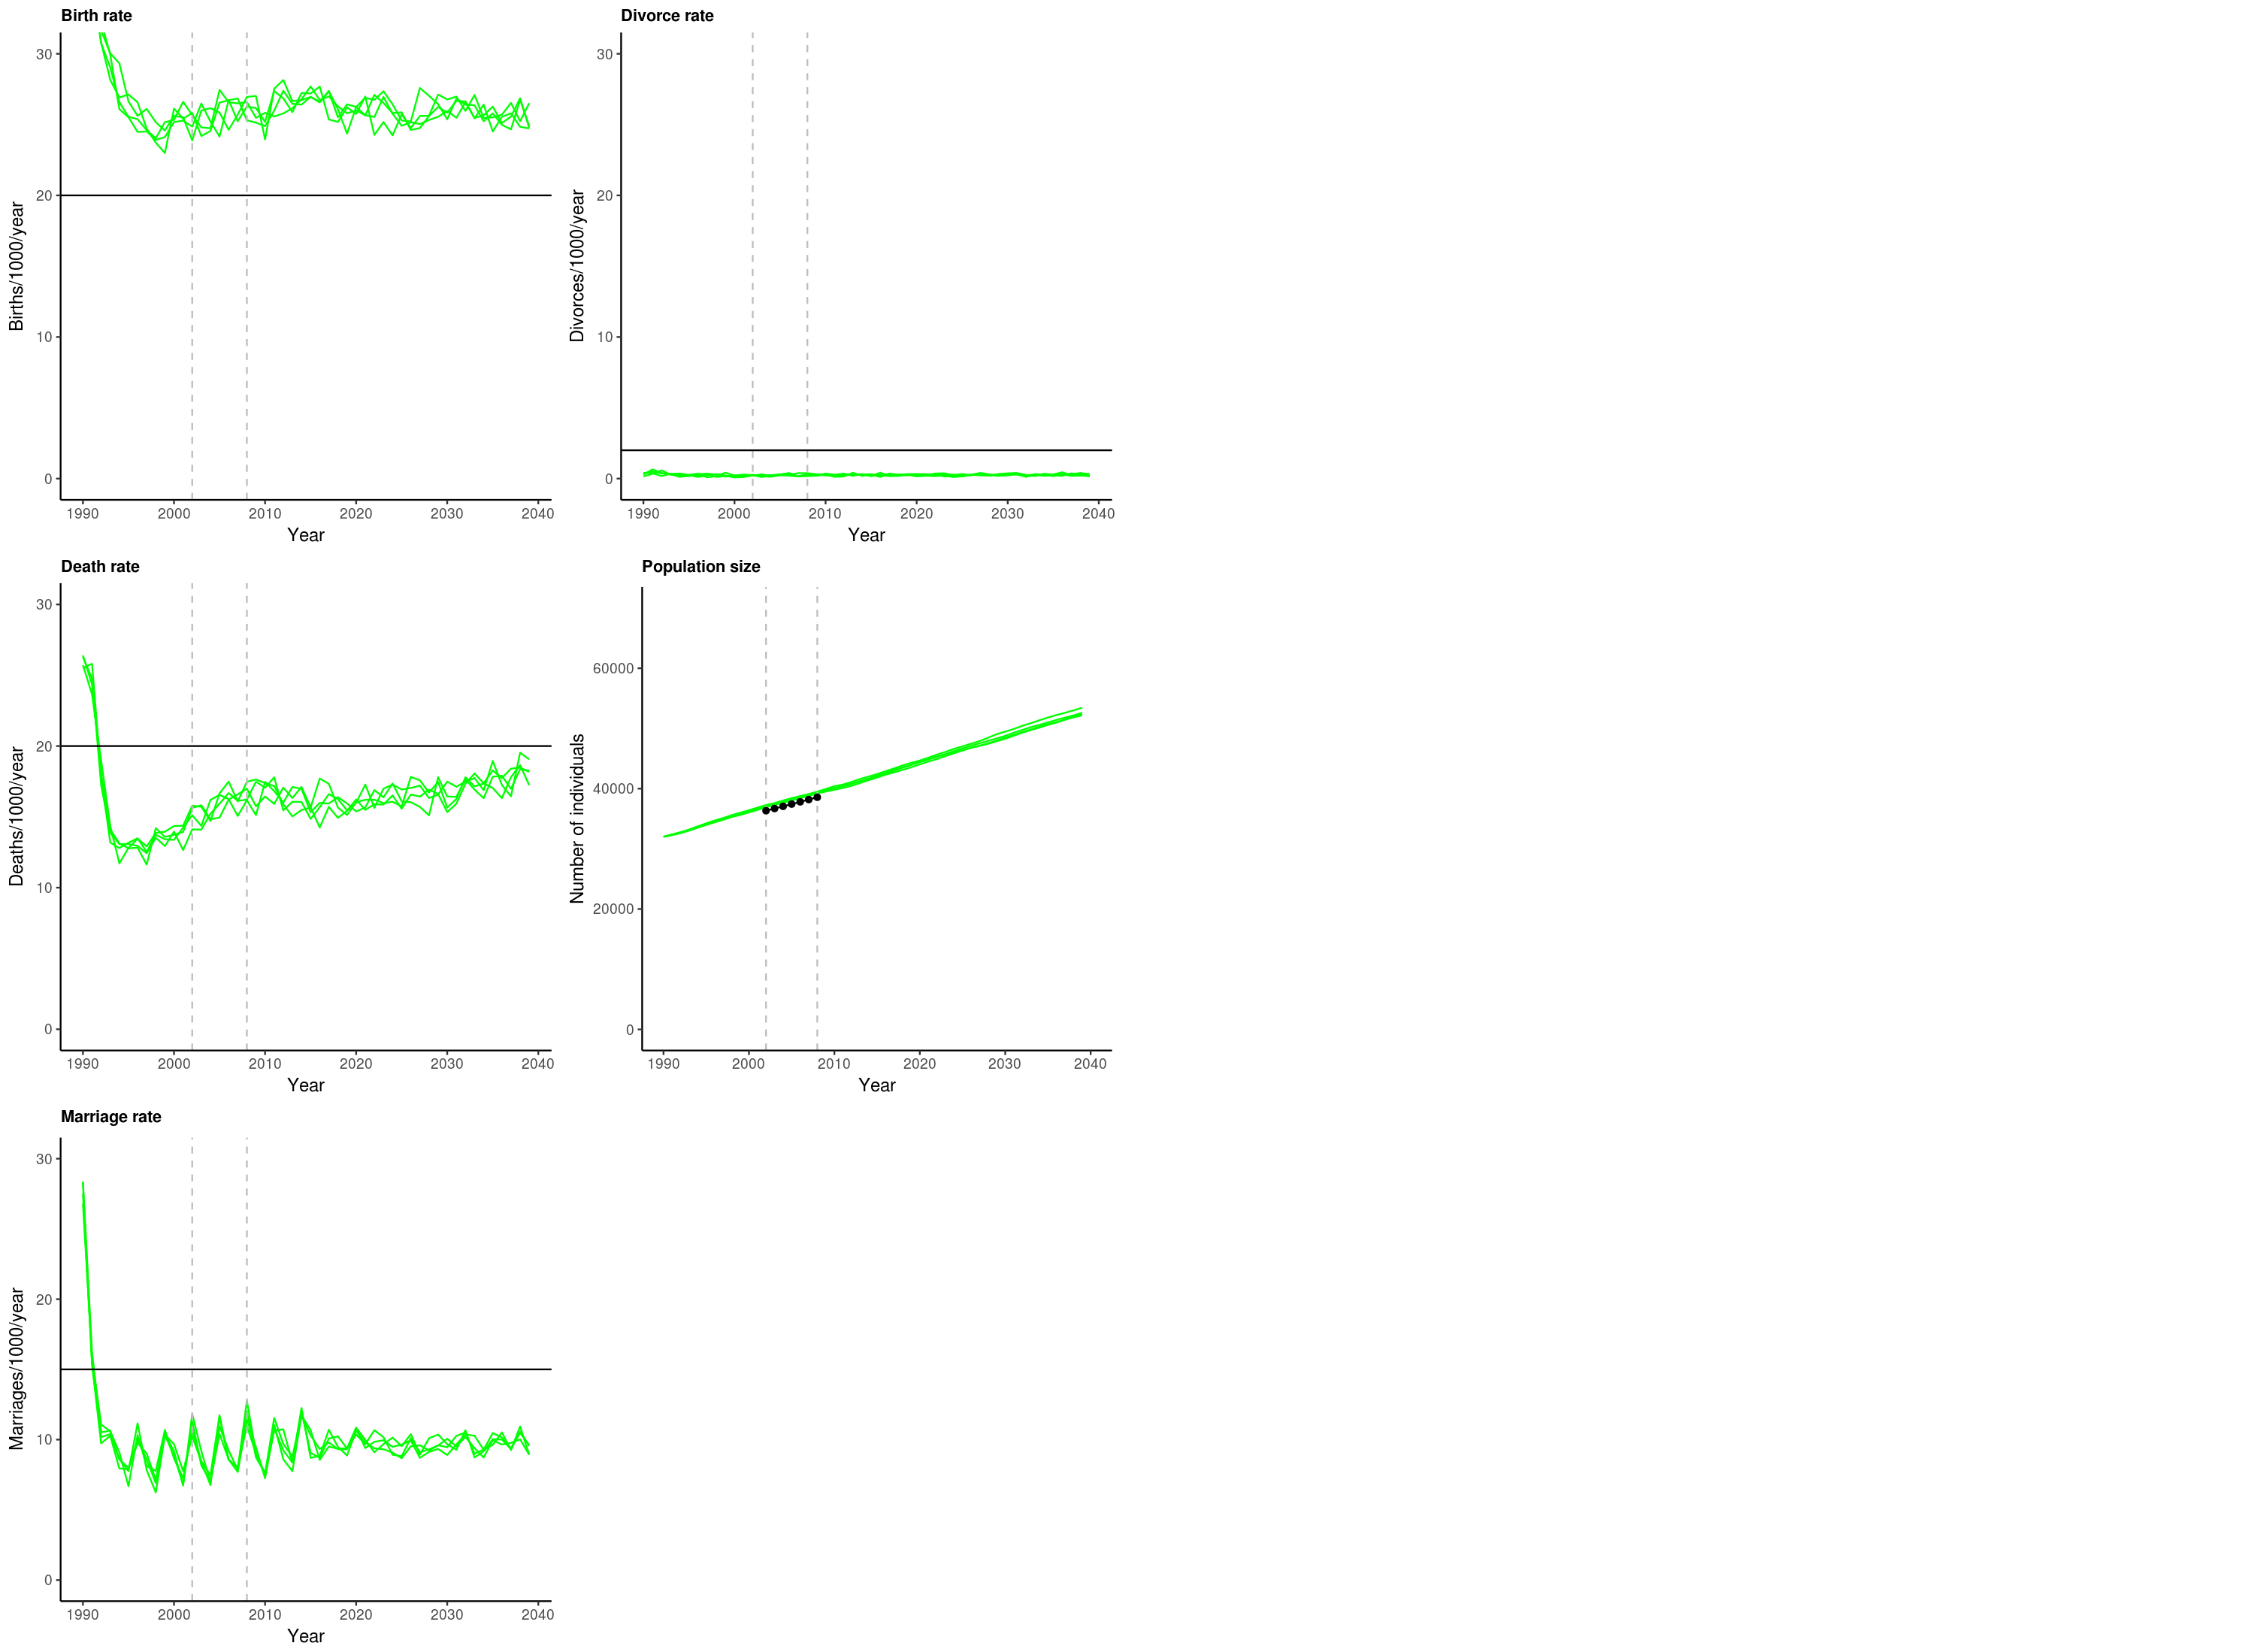 Birth rate
Births/1000/year
30
20
10
0
1990 2000 2010 2020 2030 2040
Year
Divorce rate
Divorces/1000/year
30
20
10
0
1990 2000 2010 2020 2030 2040
Year
Death rate
Deaths/1000/year
30
20
10
0
1990 2000 2010 2020 2030 2040
Year
Population size
Number of individuals
60000
40000
20000
0
1990 2000 2010 2020 2030 2040
Year
Marriage rate
Marriages/1000/year
30
20
10
0
1990 2000 2010 2020 2030 2040
Year